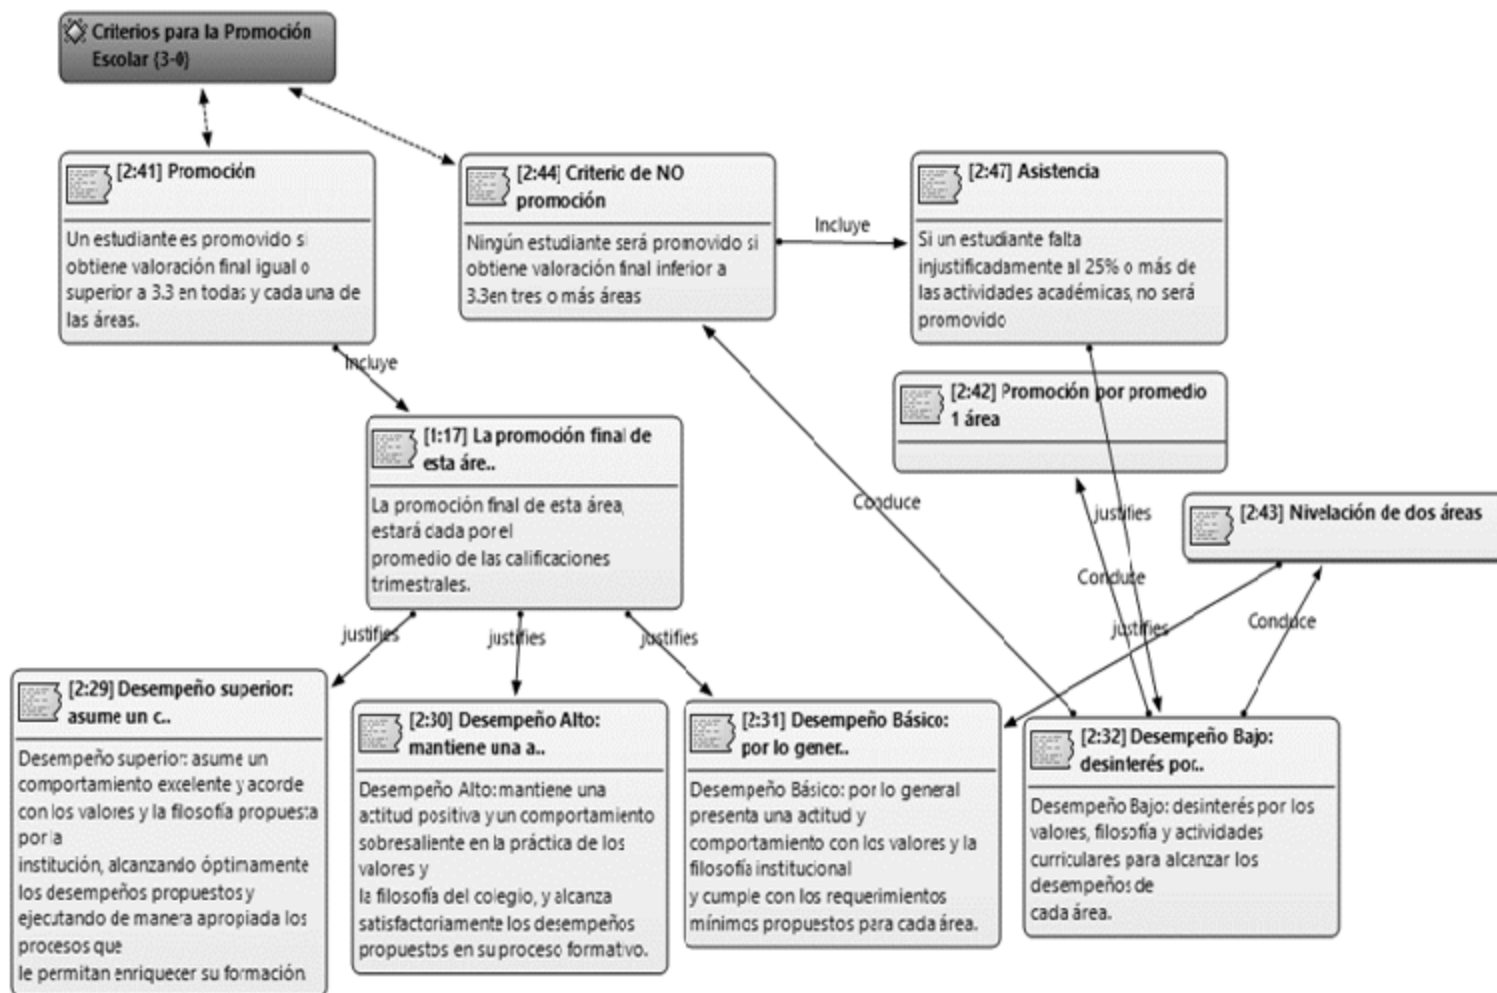 Criterios para la Promoción
Escolar {3-0}
[2:41] Promoción
Un estudiante es promovido si
obtiene valoración final igual o
superior a 3.3 en todas y cada una de
las áreas.
[2:44] Criterio de NO
promoción
Ningún estudiante será promovido si
obtiene valoración final inferior a
3.3en tres o más áreas
Incluye
[2:47] Asistencia
Si un estudiante falta
injustificadamente al 25% o más de
las actividades académicas, no será
promovido
Incluye
[2:42] Promoción por promedio
1 área
[1:17] La promoción final de
esta áre..
La promoción final de esta área,
estará dada por el
promedio de las calificaciones
trimestrales.
Conduce
justifies
[2:43] Nivelación de dos áreas
Conduce
justifies
Conduce
justifies
justifies
justifies
[2:29] Desempeño superior:
asume un c..
Desempeño superior: asume un
comportamiento excelente y acorde
con los valores y la filosofía propuesta
por la
institución, alcanzando óptimamente
los desempeños propuestos y
ejecutando de manera apropiada los
procesos que
le permitan enriquecer su formación.
[2:30] Desempeño Alto:
mantiene una a..
Desempeño Alto: mantiene una
actitud positiva y un comportamiento
sobresaliente en la práctica de los
valores y
la filosofía del colegio, y alcanza
satisfactoriamente los desempeños
propuestos en su proceso formativo.
[2:31] Desempeño Básico:
por lo gener..
Desempeño Básico: por lo general
presenta una actitud y
comportamiento con los valores y la
filosofía institucional
y cumple con los requerimientos
mínimos propuestos para cada área.
[2:32] Desempeño Bajo:
desinterés por..
Desempeño Bajo: desinterés por los
valores, filosofía y actividades
curriculares para alcanzar los
desempeños de
cada área.